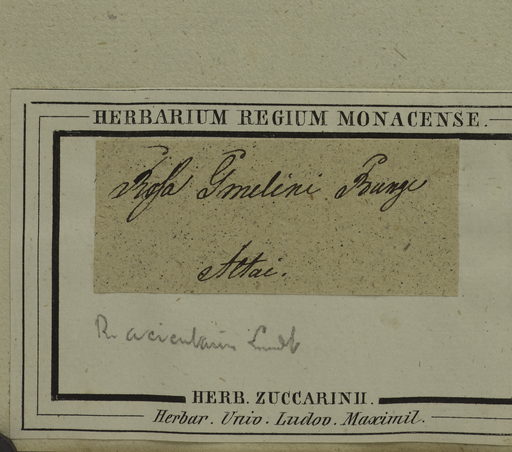 HERBARIUM REGIUM MONACENSE.
Rosa Gmelini Bunge
Altai.
R. acicularis Lindl
HERB. ZUCCARINII.
Herbar. Univ. Ludov. Maximil.